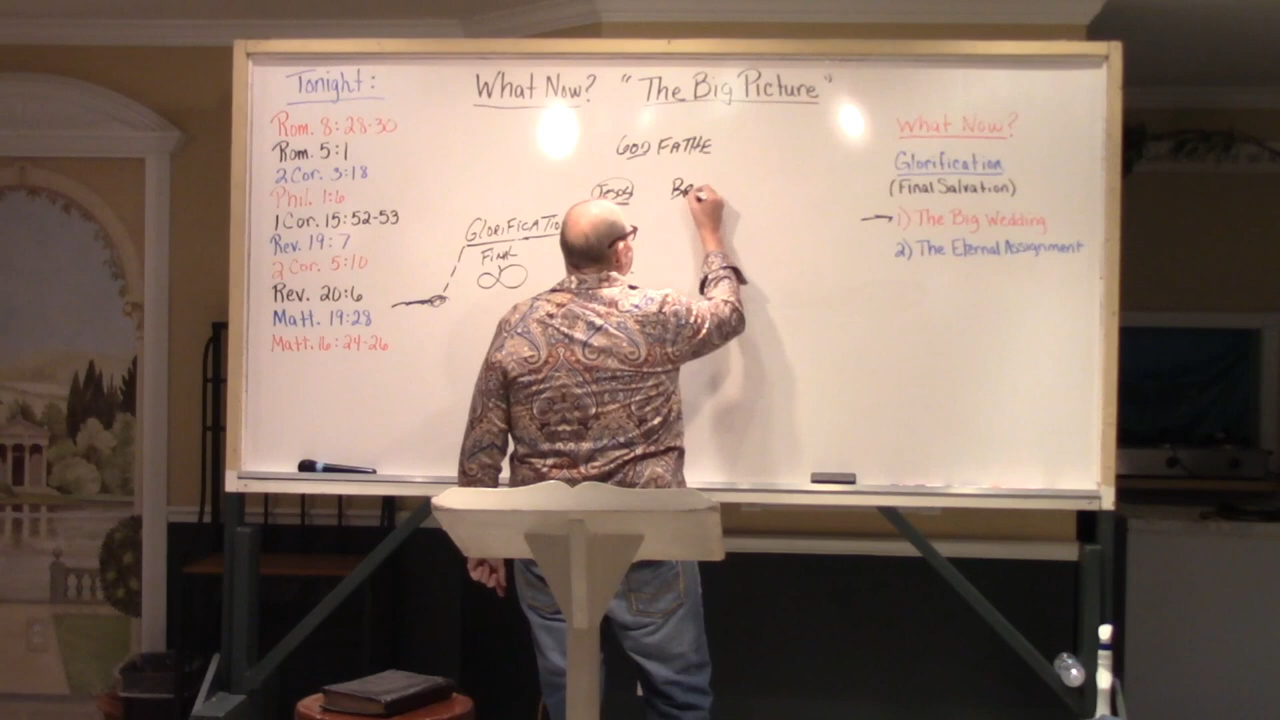 Tonight:
Rom. 8:28-30
Rom. 5:1
2 Cor. 3:18
Phil. 1:6
1 Cor. 15:52-53
Rev. 19:7
2 Cor. 5:10
Rev. 20:6
Matt. 19:28
Matt. 16:24-26
What Now? "The Big Picture"
GOD FATHE
Jesus
GLORIFICATIO
FINAL
∞
What Now?
Glorification
(Final Salvation)
1) The Big Wedding
2) The Eternal Assignment